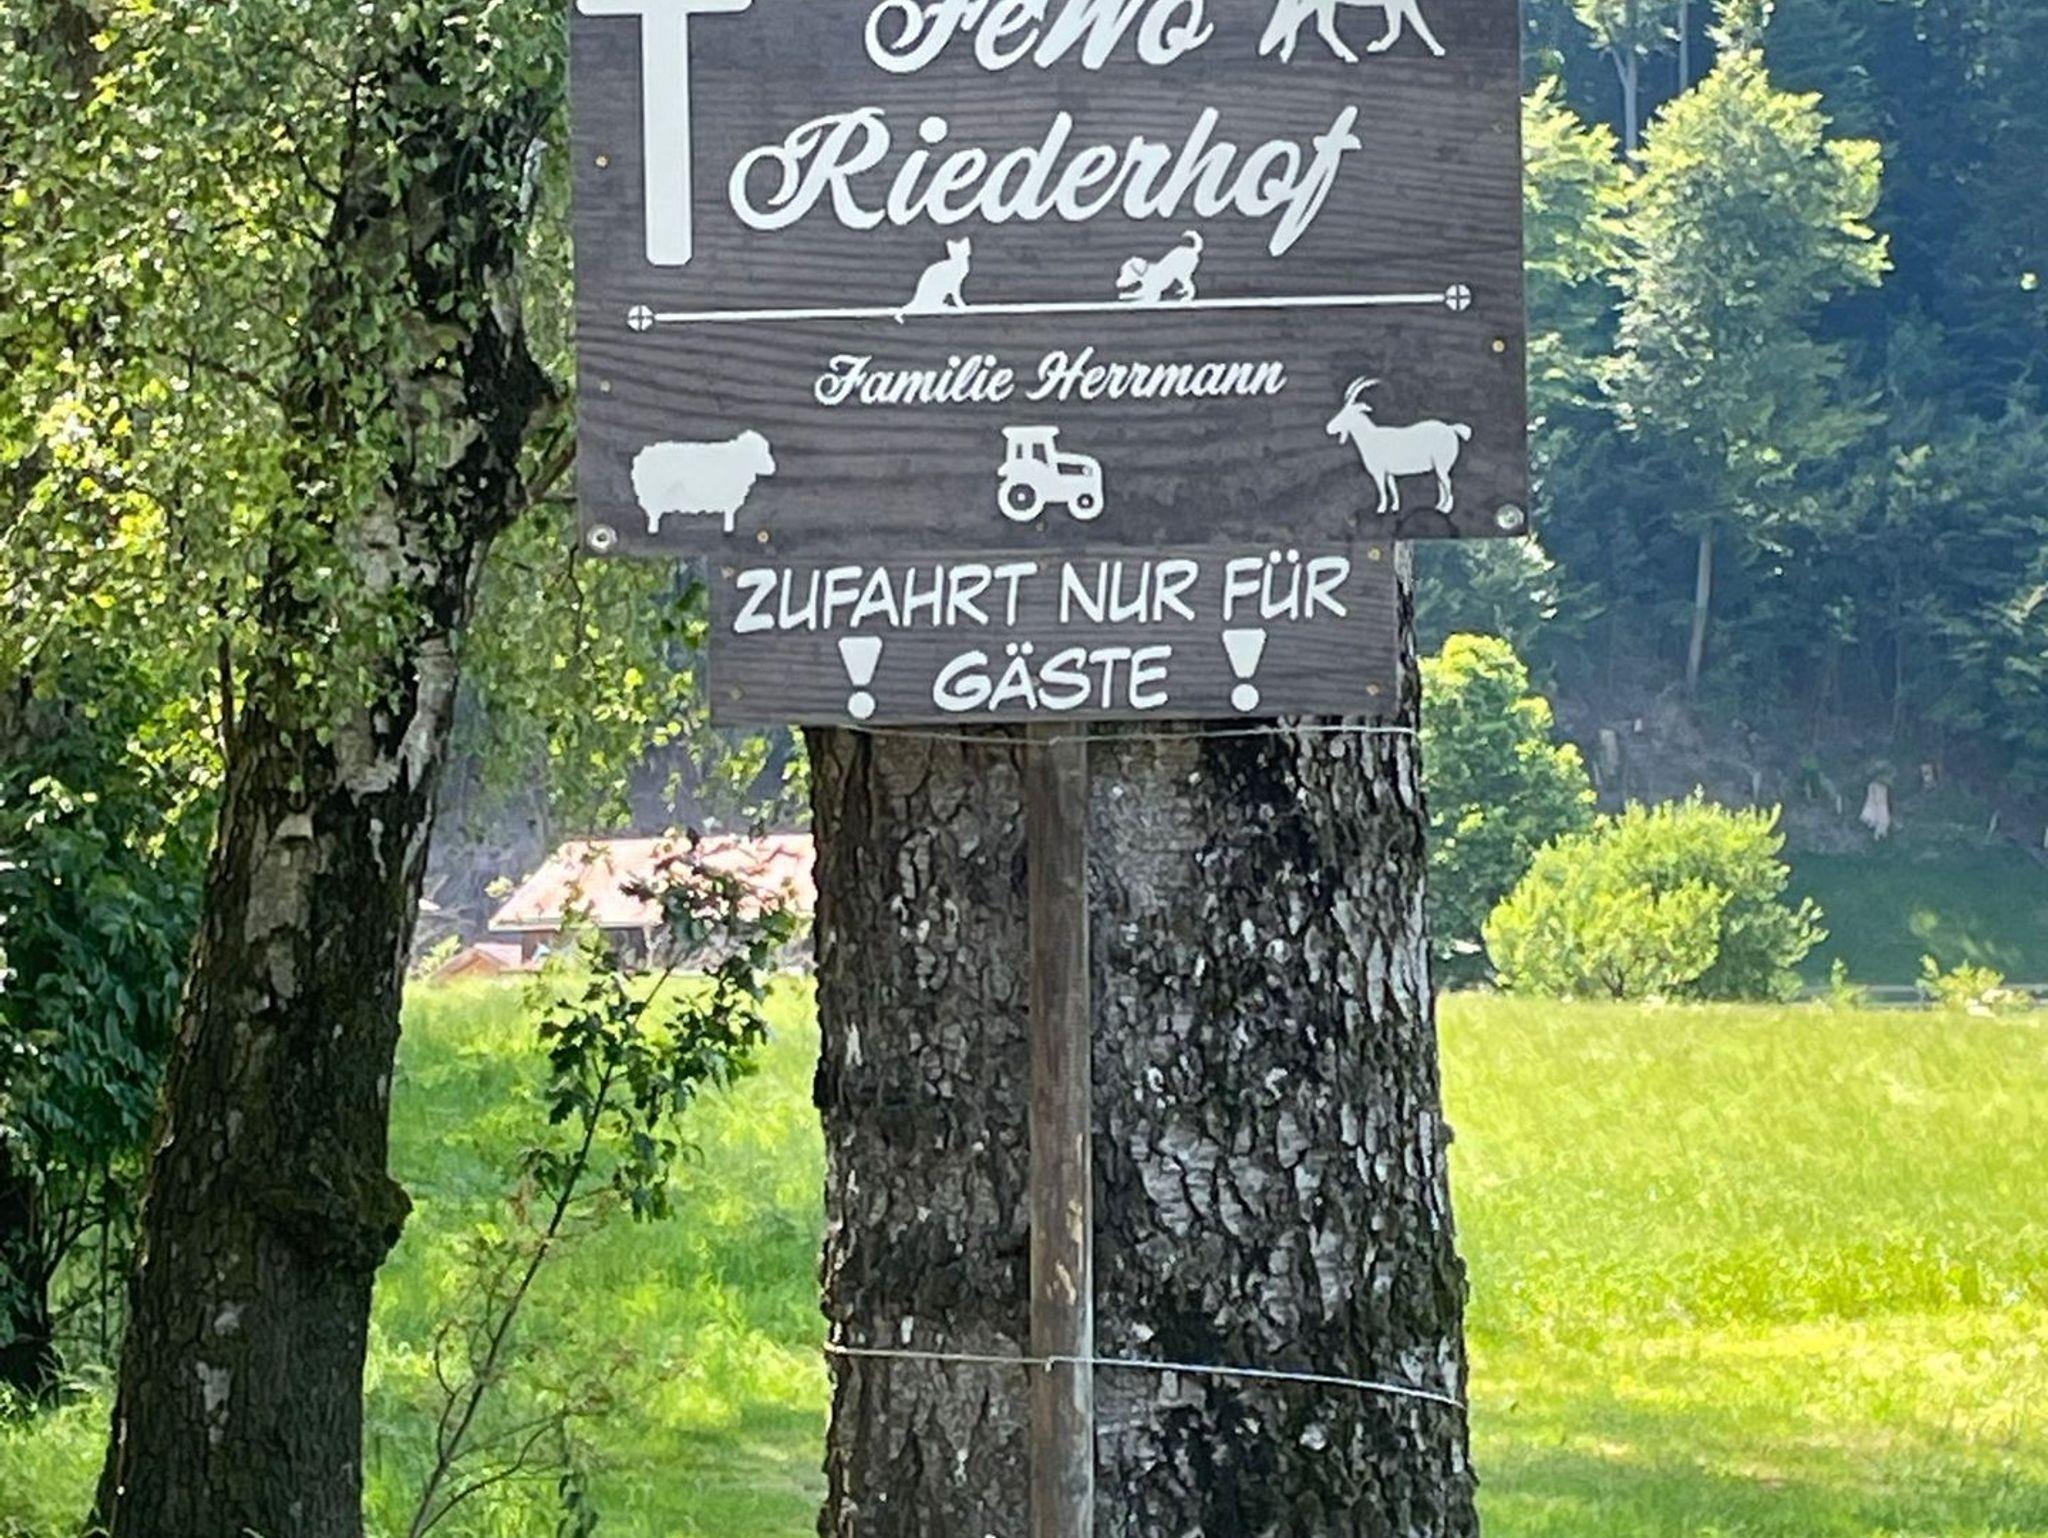 FeWo
Riederhof
Familie Herrmann
ZUFAHRT NUR FÜR
! GÄSTE !